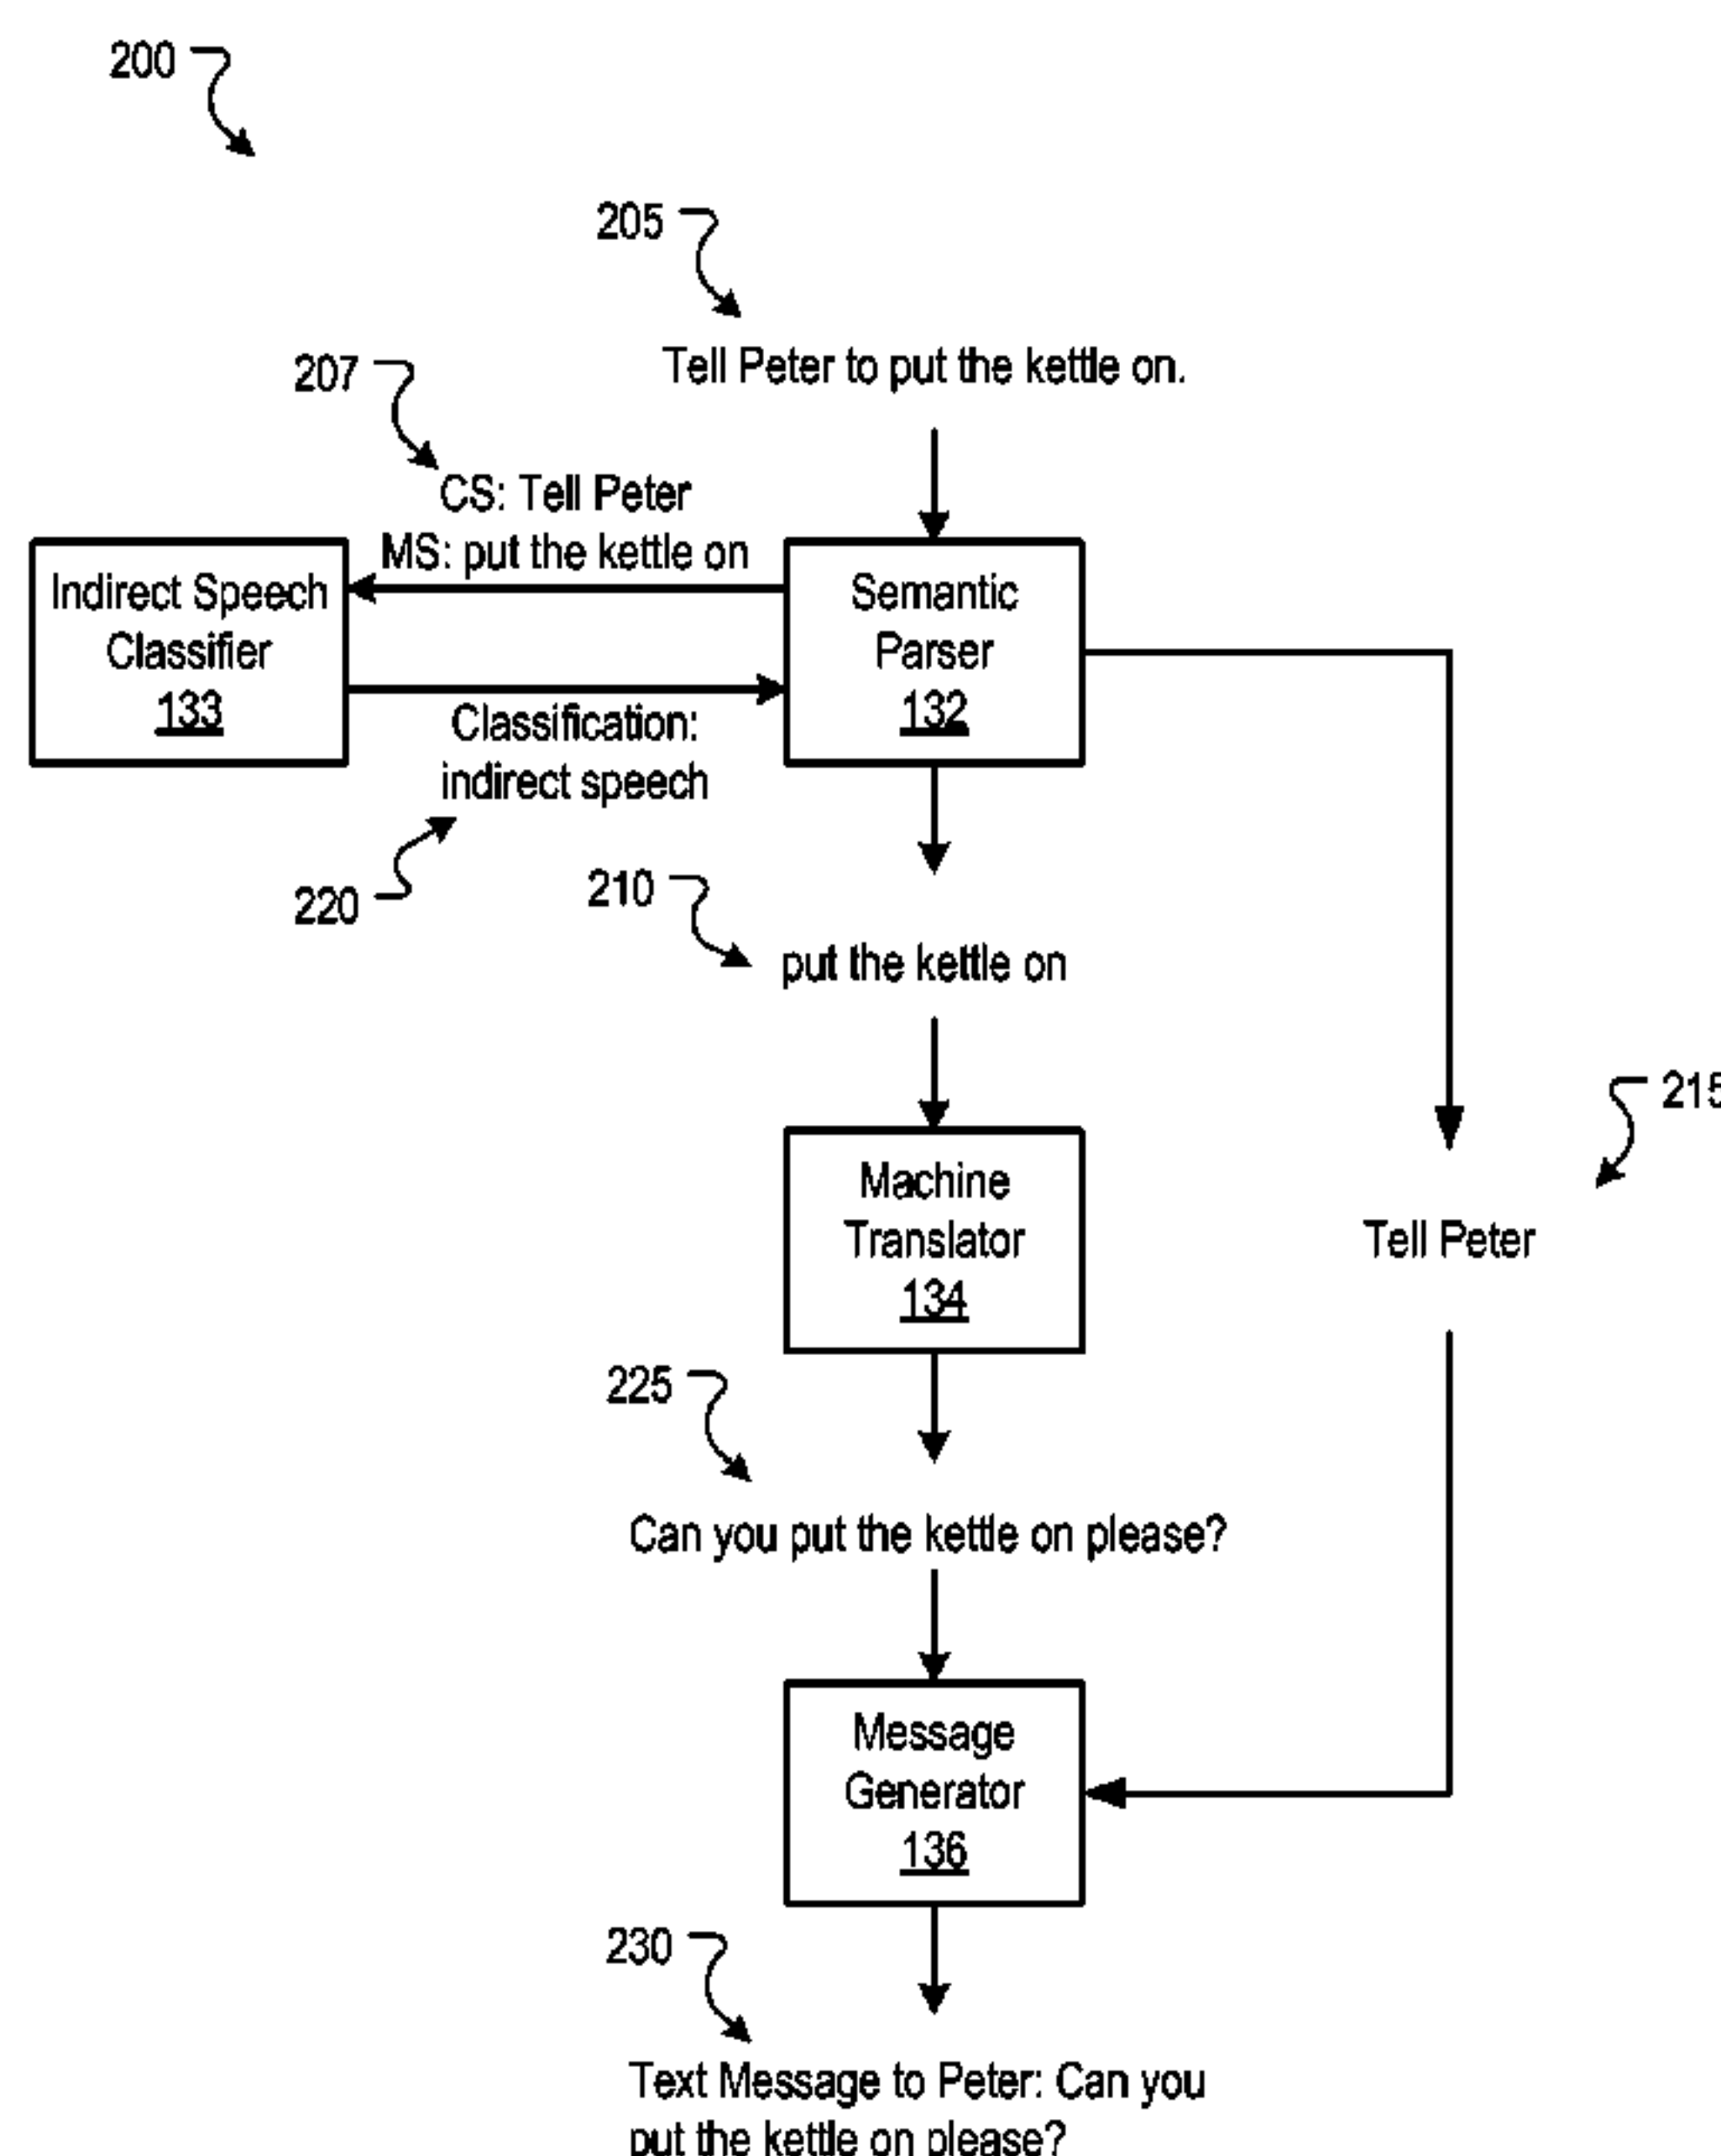 200
205
Tell Peter to put the kettle on.
207
CS: Tell Peter
MS: put the kettle on
Indirect Speech
Classifier
133
Semantic
Parser
132
Classification:
indirect speech
220
210
put the kettle on
215
Machine
Translator
134
Tell Peter
225
Can you put the kettle on please?
Message
Generator
136
230
Text Message to Peter: Can you
put the kettle on please?